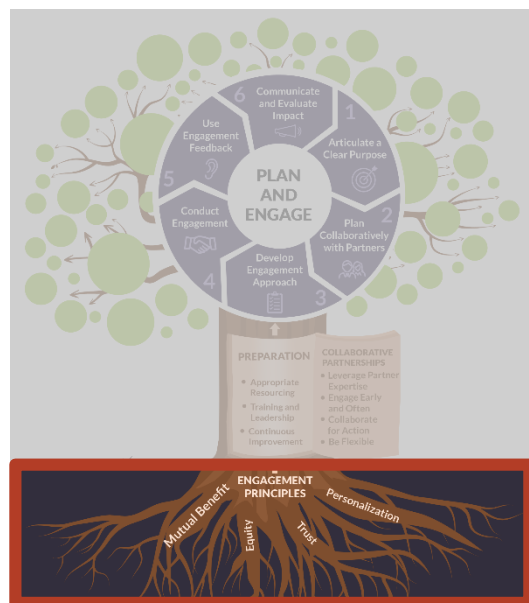 6
Communicate
and Evaluate
Impact
1
Articulate a
Clear Purpose
2
Plan
Collaboratively
with Partners
3
Develop
Engagement
Approach
4
Conduct
Engagement
5
Use
Engagement
Feedback
PLAN
AND
ENGAGE
PREPARATION
• Appropriate
Resourcing
• Training and
Leadership
• Continuous
Improvement
COLLABORATIVE
PARTNERSHIPS
• Leverage Partner
Expertise
• Engage Early
and Often
• Collaborate
for Action
• Be Flexible
ENGAGEMENT
PRINCIPLES
Mutual Benefit
Equity
Trust
Personalization